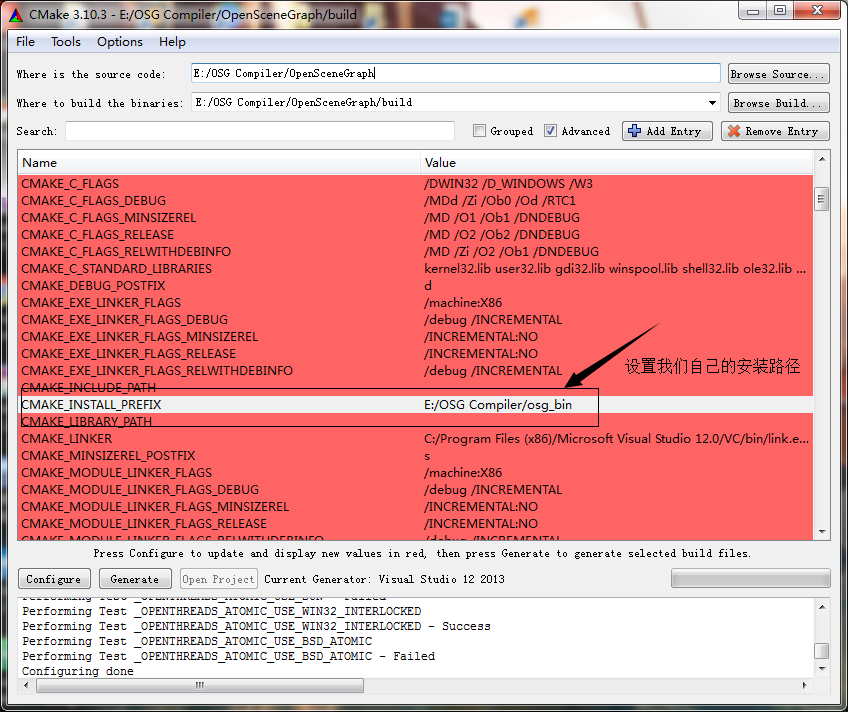 CMake 3.10.3 - E:/OSG Compiler/OpenSceneGraph/build
File Tools Options Help
Where is the source code: E:/OSG Compiler/OpenSceneGraph Browse Source...
Where to build the binaries: E:/OSG Compiler/OpenSceneGraph/build Browse Build...
Search: Grouped Advanced Add Entry Remove Entry
Name Value
CMAKE_C_FLAGS /DWIN32 /D_WINDOWS /W3
CMAKE_C_FLAGS_DEBUG /MDd /Zi /Ob0 /Od /RTC1
CMAKE_C_FLAGS_MINSIZEREL /MD /O1 /Ob1 /DNDEBUG
CMAKE_C_FLAGS_RELEASE /MD /O2 /Ob2 /DNDEBUG
CMAKE_C_FLAGS_RELWITHDEBINFO /MD /Zi /O2 /Ob1 /DNDEBUG
CMAKE_C_STANDARD_LIBRARIES kernel32.lib user32.lib gdi32.lib winspool.lib shell32.lib ole32.lib ...
CMAKE_DEBUG_POSTFIX d
CMAKE_EXE_LINKER_FLAGS /machine:X86
CMAKE_EXE_LINKER_FLAGS_DEBUG /debug /INCREMENTAL
CMAKE_EXE_LINKER_FLAGS_MINSIZEREL /INCREMENTAL:NO
CMAKE_EXE_LINKER_FLAGS_RELEASE /INCREMENTAL:NO
CMAKE_EXE_LINKER_FLAGS_RELWITHDEBINFO /debug /INCREMENTAL
设置我们自己的安装路径
CMAKE_INCLUDE_PATH
CMAKE_INSTALL_PREFIX E:/OSG Compiler/osg_bin
CMAKE_LIBRARY_PATH
CMAKE_LINKER C:/Program Files (x86)/Microsoft Visual Studio 12.0/VC/bin/link.e...
CMAKE_MINSIZEREL_POSTFIX s
CMAKE_MODULE_LINKER_FLAGS /machine:X86
CMAKE_MODULE_LINKER_FLAGS_DEBUG /debug /INCREMENTAL
CMAKE_MODULE_LINKER_FLAGS_MINSIZEREL /INCREMENTAL:NO
CMAKE_MODULE_LINKER_FLAGS_RELEASE /INCREMENTAL:NO
CMAKE_MODULE_LINKER_FLAGS_RELWITHDEBINFO /debug /INCREMENTAL
Press Configure to update and display new values in red, then press Generate to generate selected build files.
Configure Generate Open Project Current Generator: Visual Studio 12 2013
Performing Test _OPENTHREADS_ATOMIC_USE_SUN - Failed
Performing Test _OPENTHREADS_ATOMIC_USE_WIN32_INTERLOCKED
Performing Test _OPENTHREADS_ATOMIC_USE_WIN32_INTERLOCKED - Success
Performing Test _OPENTHREADS_ATOMIC_USE_BSD_ATOMIC
Performing Test _OPENTHREADS_ATOMIC_USE_BSD_ATOMIC - Failed
Configuring done